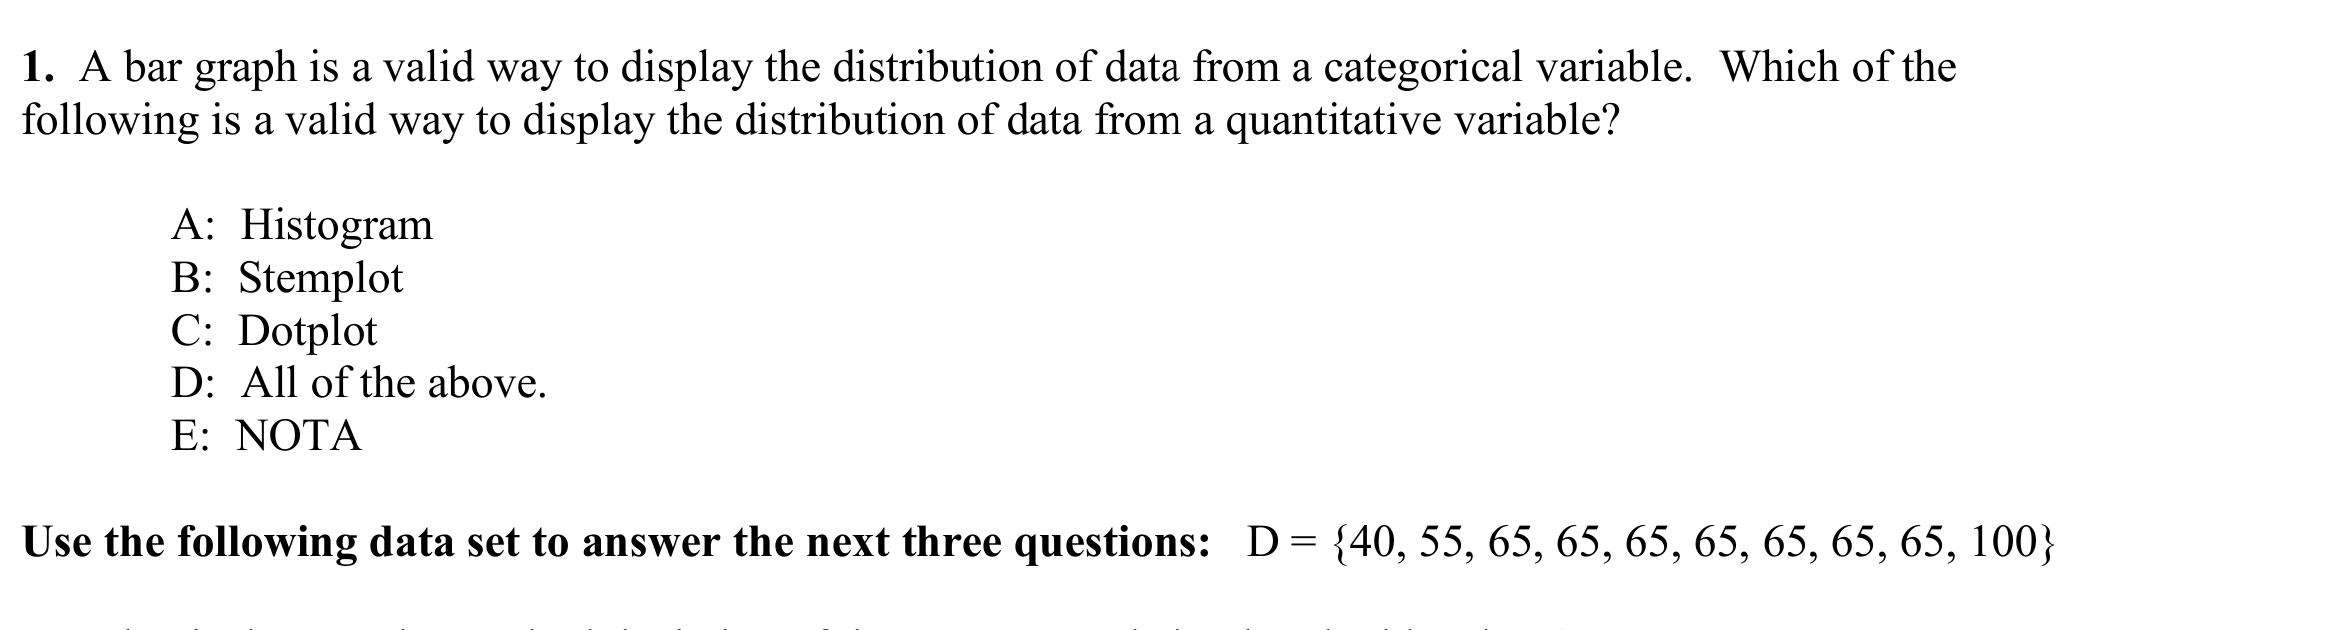 1. A bar graph is a valid way to display the distribution of data from a categorical variable. Which of the
following is a valid way to display the distribution of data from a quantitative variable?
A: Histogram
B: Stemplot
C: Dotplot
D: All of the above.
E: NOTA
Use the following data set to answer the next three questions: D = {40, 55, 65, 65, 65, 65, 65, 65, 65, 100}